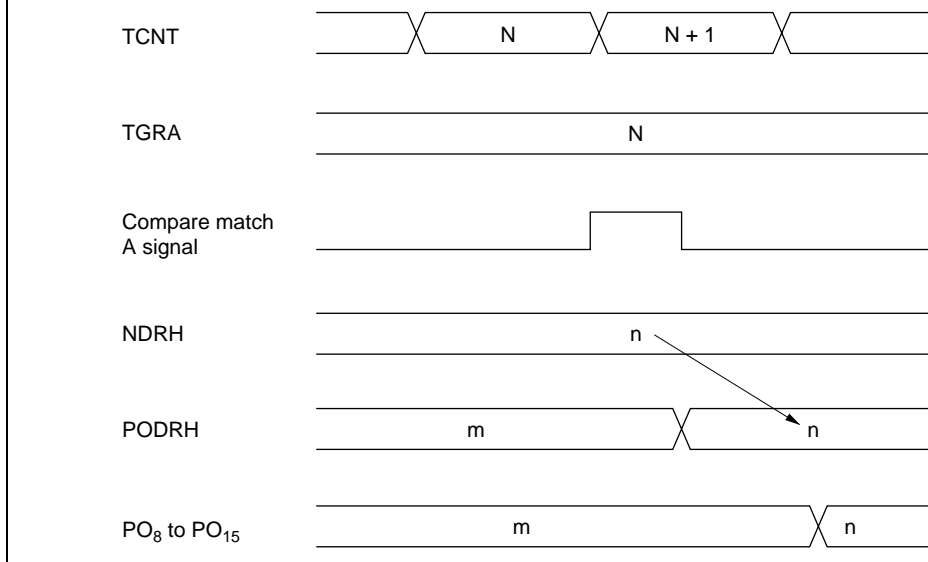 TCNT N N + 1
TGRA N
Compare match
A signal
NDRH n
PODRH m n
PO8 to PO15 m n